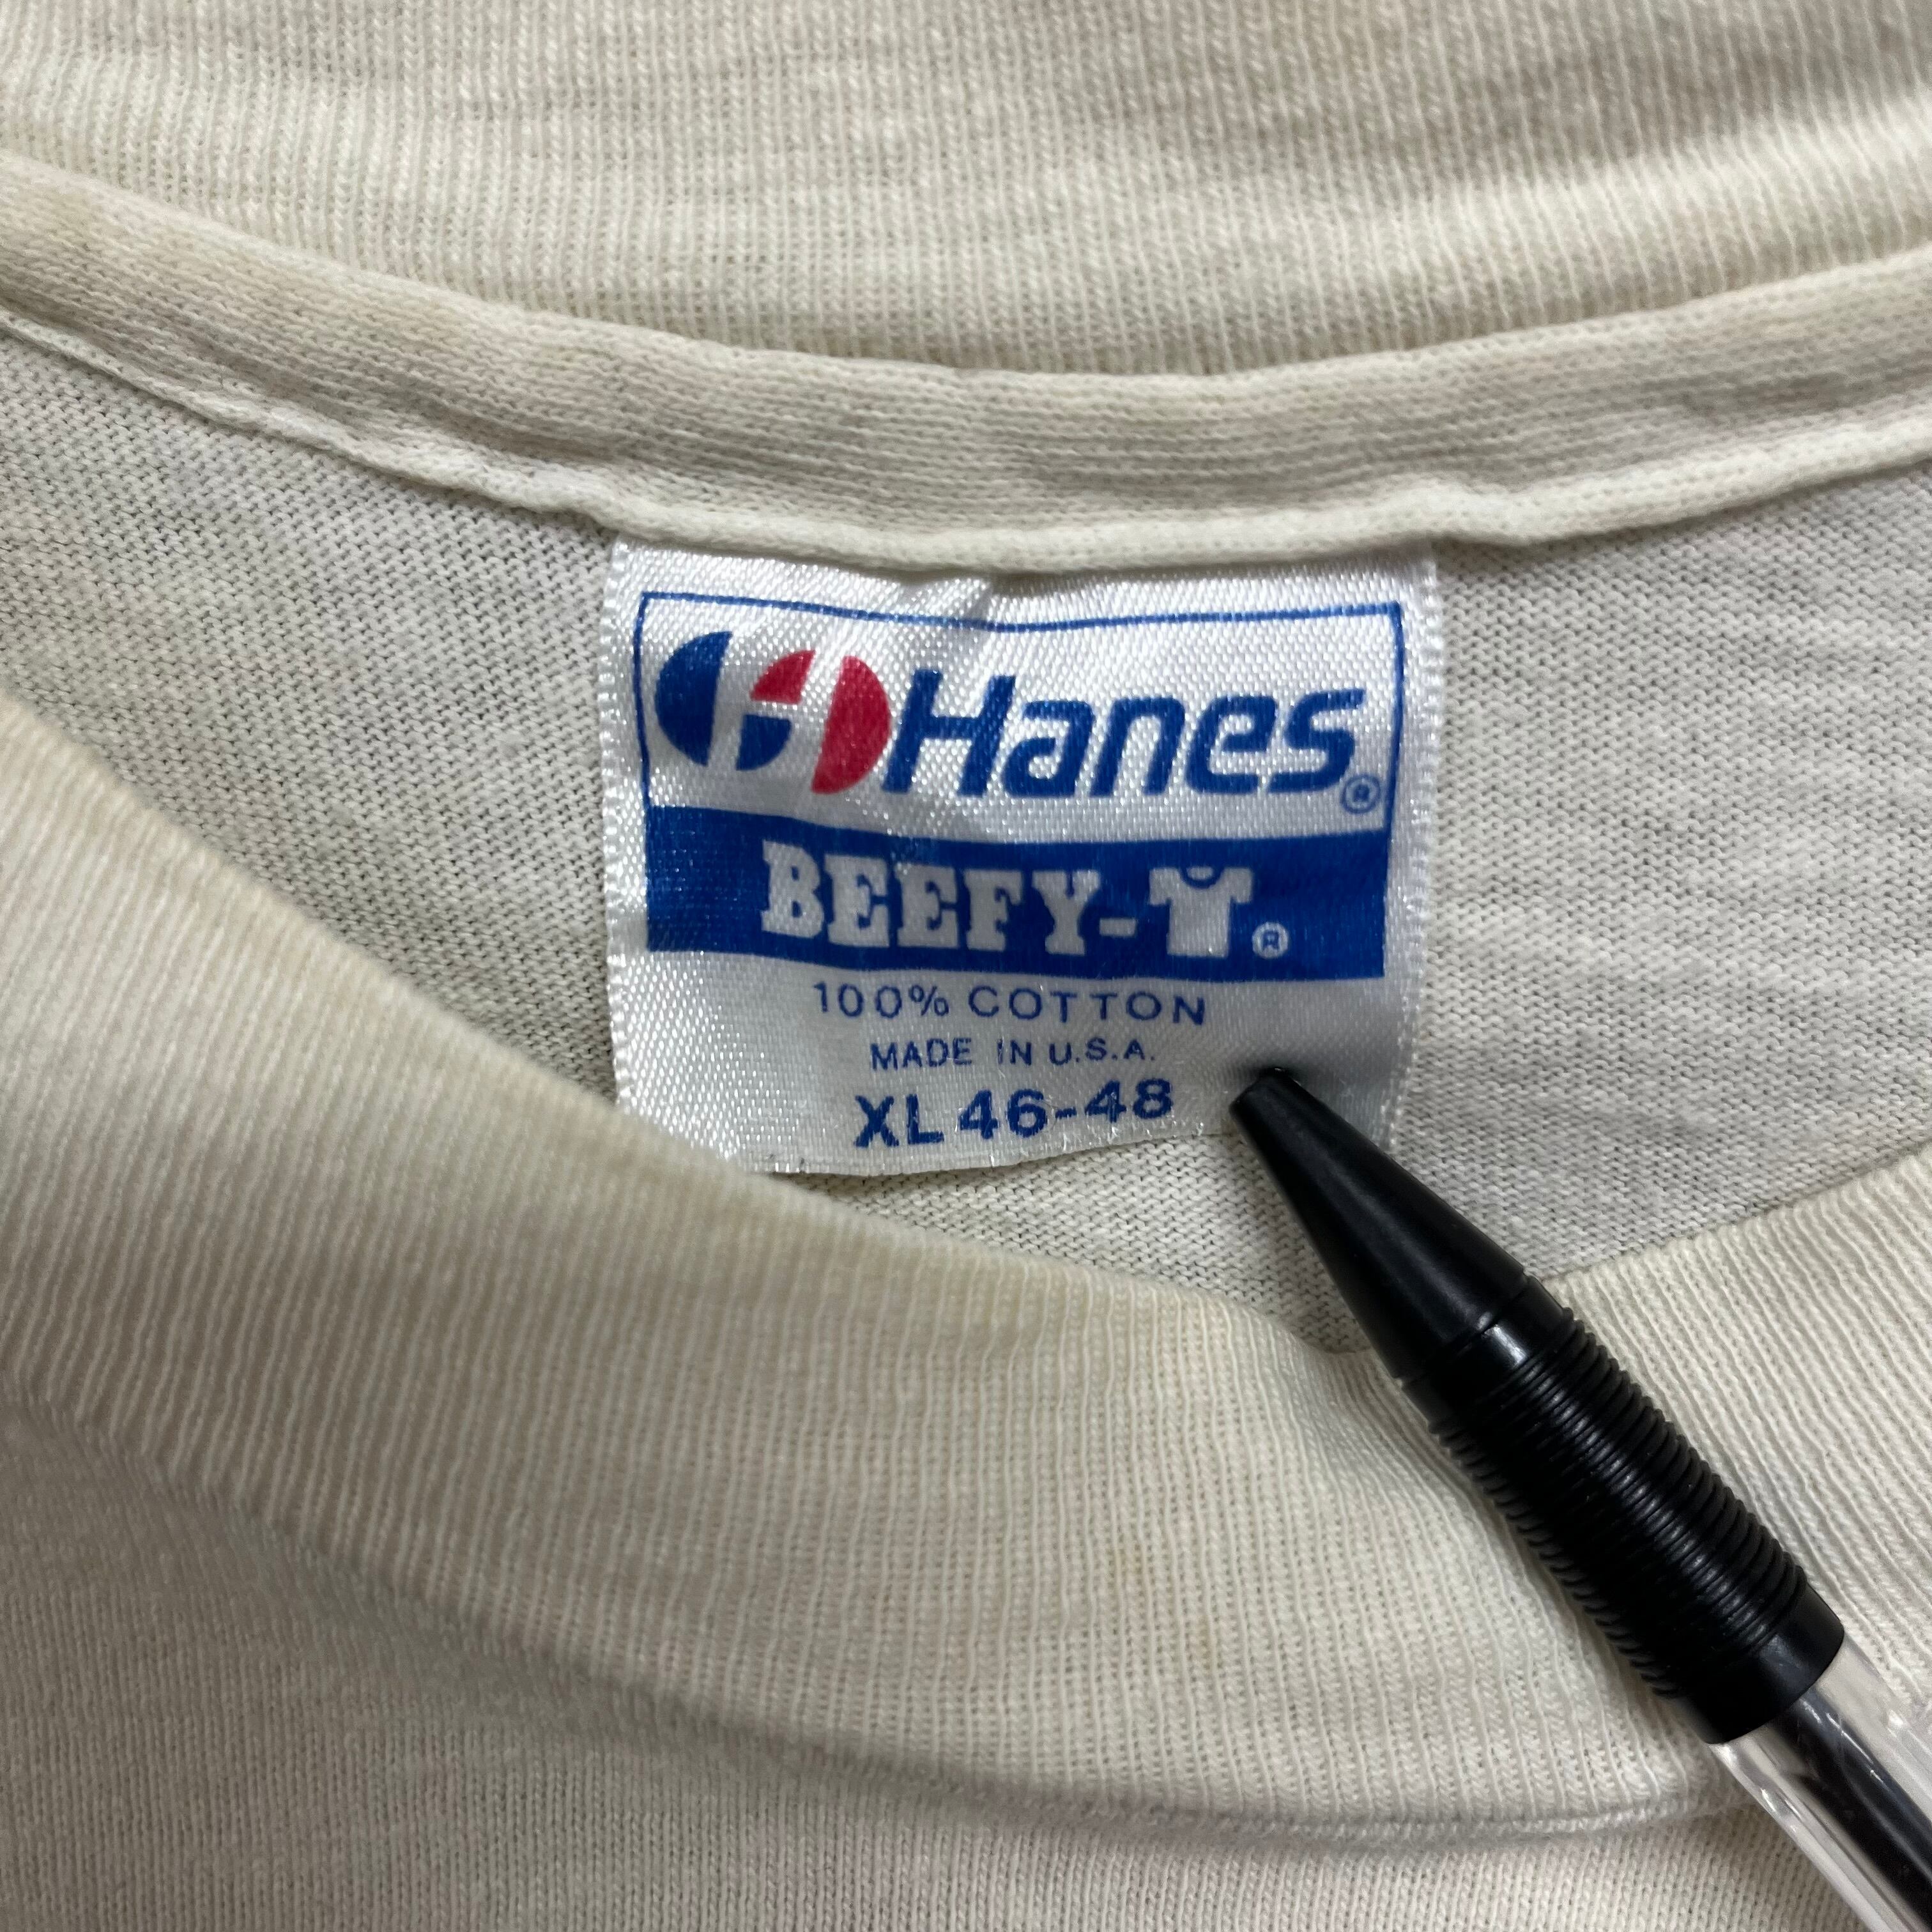 Hanes®
BEEFY-T®
100% COTTON
MADE IN U.S.A.
XL 46-48